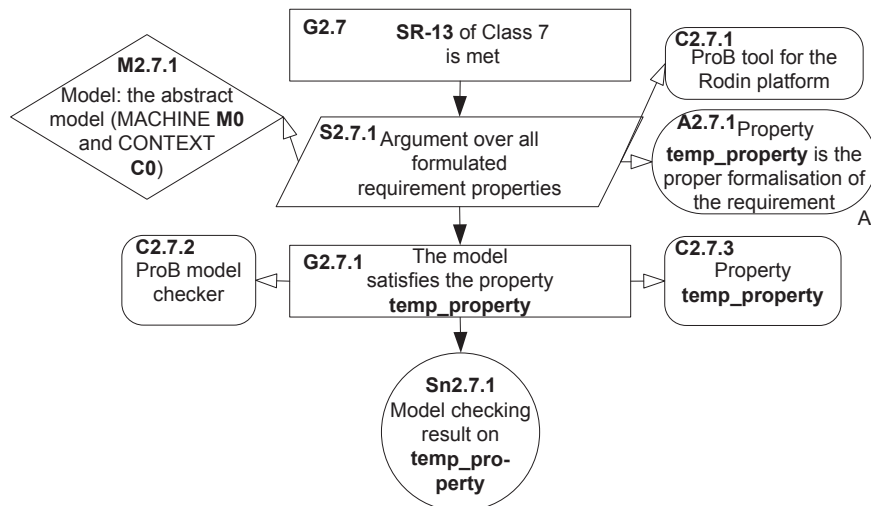 G2.7
SR-13 of Class 7
is met
C2.7.1
ProB tool for the
Rodin platform
M2.7.1
Model: the abstract
model (MACHINE M0
and CONTEXT
C0)
S2.7.1
Argument over all
formulated
requirement properties
A2.7.1 Property
temp_property is the
proper formalisation of
the requirement
A
C2.7.2
ProB model
checker
G2.7.1
The model
satisfies the property
temp_property
C2.7.3
Property
temp_property
Sn2.7.1
Model checking
result on
temp_pro-
perty